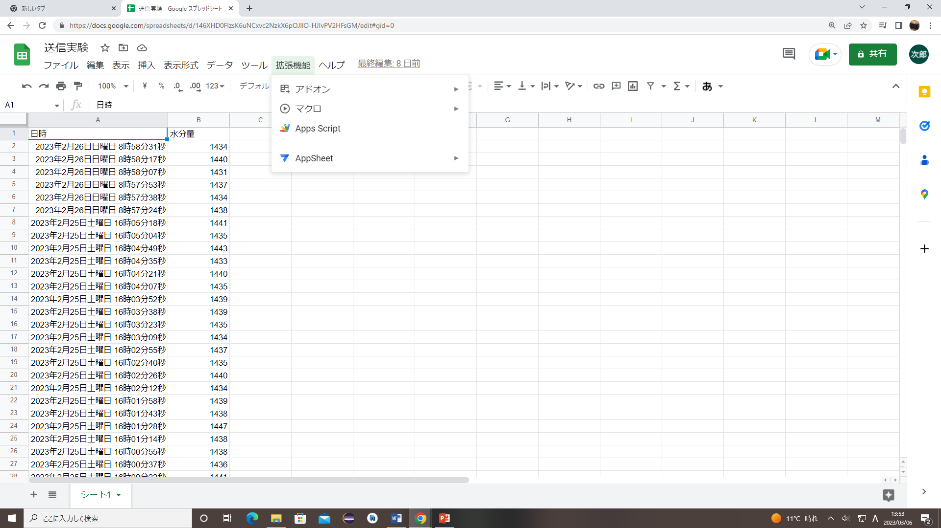 新しいタブ
送信実験 - Google スプレッドシート
送信実験
ファイル 編集 表示 挿入 表示形式 データ ツール 拡張機能 ヘルプ 最終編集: 8 日前
共有
次郎
100% ¥ % .0 .00 123 デフォル あ
A1 fx 日時
アドオン
マクロ
Apps Script
AppSheet
A B C G H I J K L M
1 日時 水分量
2 2023年2月26日日曜日 8時58分31秒 1434
3 2023年2月26日日曜日 8時58分17秒 1440
4 2023年2月26日日曜日 8時58分07秒 1431
5 2023年2月26日日曜日 8時57分53秒 1437
6 2023年2月26日日曜日 8時57分38秒 1434
7 2023年2月26日日曜日 8時57分24秒 1438
8 2023年2月25日土曜日 16時05分18秒 1441
9 2023年2月25日土曜日 16時05分04秒 1435
10 2023年2月25日土曜日 16時04分49秒 1443
11 2023年2月25日土曜日 16時04分35秒 1433
12 2023年2月25日土曜日 16時04分21秒 1440
13 2023年2月25日土曜日 16時04分07秒 1435
14 2023年2月25日土曜日 16時03分52秒 1439
15 2023年2月25日土曜日 16時03分38秒 1439
16 2023年2月25日土曜日 16時03分23秒 1435
17 2023年2月25日土曜日 16時03分09秒 1434
18 2023年2月25日土曜日 16時02分55秒 1437
19 2023年2月25日土曜日 16時02分40秒 1435
20 2023年2月25日土曜日 16時02分26秒 1440
21 2023年2月25日土曜日 16時02分12秒 1434
22 2023年2月25日土曜日 16時01分58秒 1439
23 2023年2月25日土曜日 16時01分43秒 1438
24 2023年2月25日土曜日 16時01分28秒 1447
25 2023年2月25日土曜日 16時01分14秒 1438
26 2023年2月25日土曜日 16時00分55秒 1438
27 2023年2月25日土曜日 16時00分37秒 1436
シート1
ここに入力して検索
11°C 晴れ A 13:53
2023/03/06